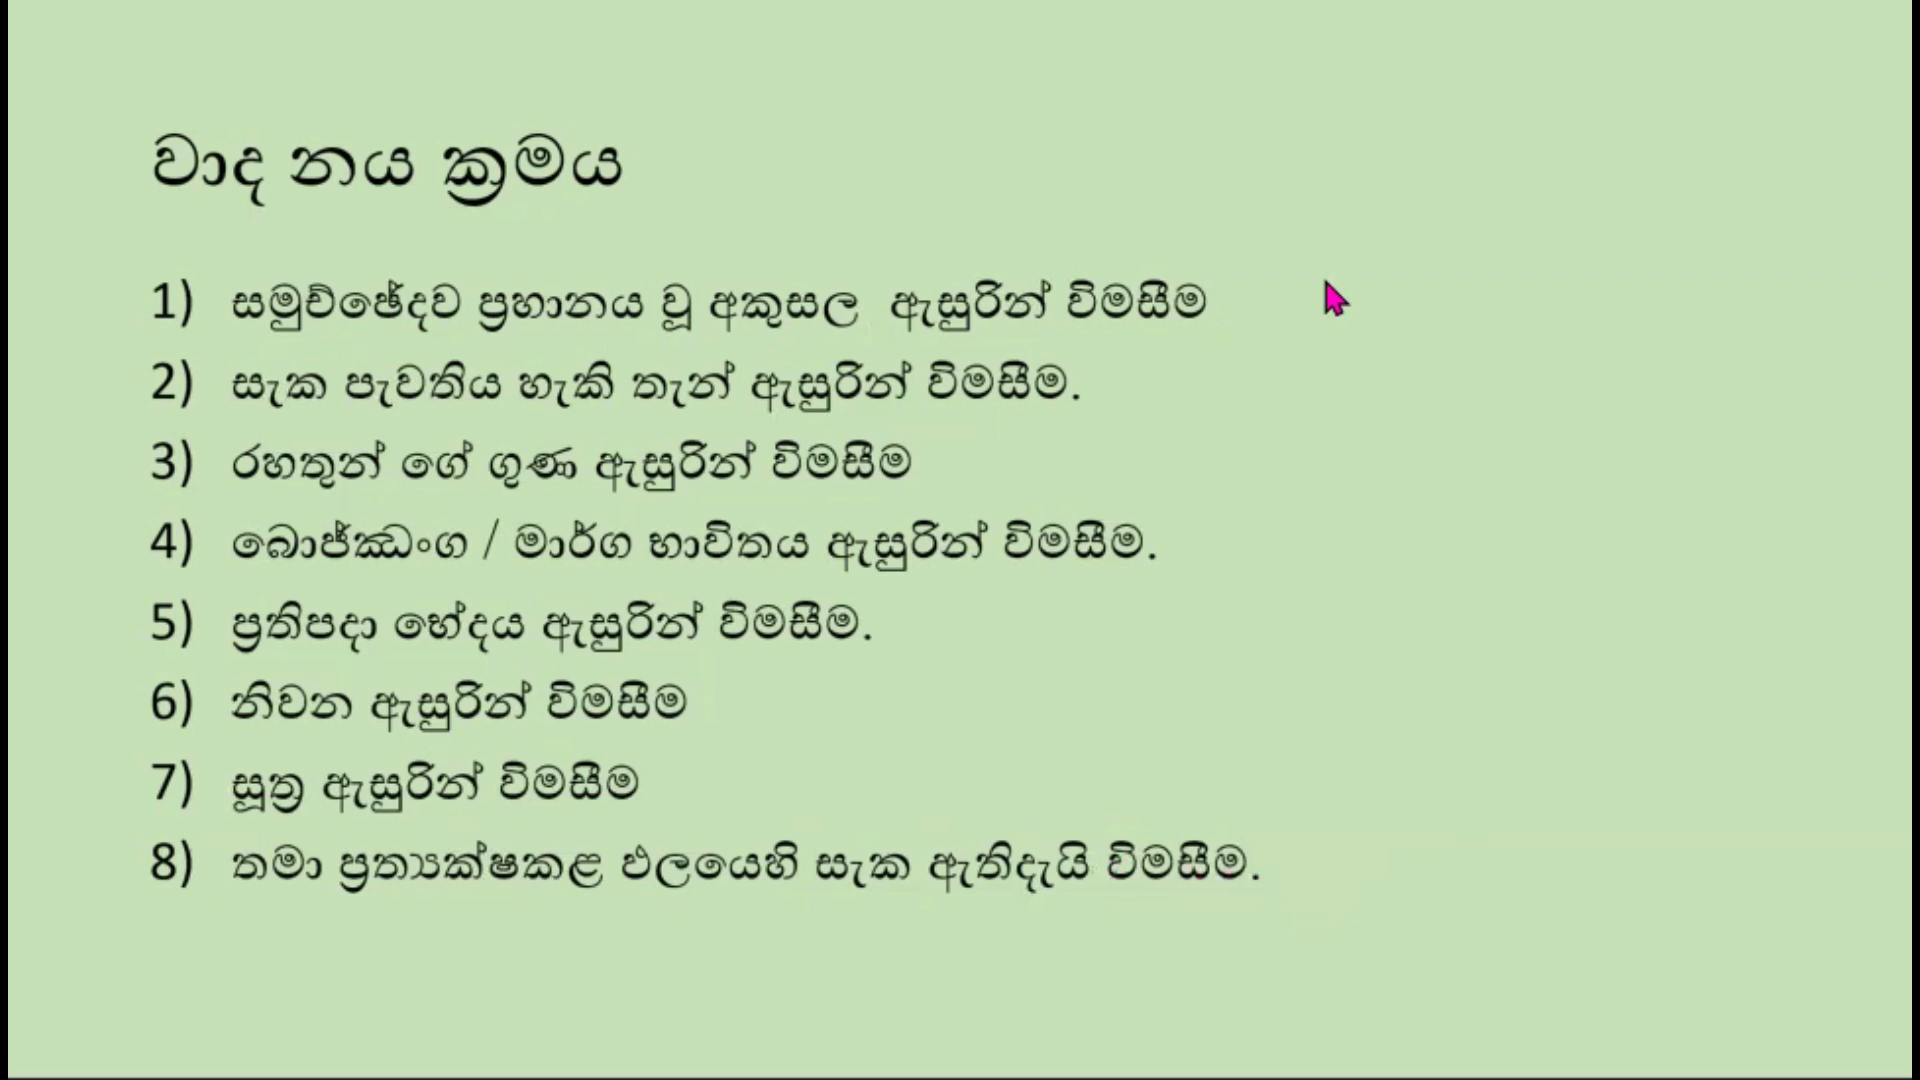 වාද නය ක්‍රමය
1) සමුච්ඡේදව ප්‍රහානය වූ අකුසල ඇසුරින් විමසීම
2) සැක පැවතිය හැකි තැන් ඇසුරින් විමසීම.
3) රහතුන් ගේ ගුණ ඇසුරින් විමසීම
4) බොජ්ඣංග / මාර්ග භාවිතය ඇසුරින් විමසීම.
5) ප්‍රතිපදා භේදය ඇසුරින් විමසීම.
6) නිවන ඇසුරින් විමසීම
7) සූත්‍ර ඇසුරින් විමසීම
8) තමා ප්‍රත්‍යක්ෂකළ ඵලයෙහි සැක ඇතිදැයි විමසීම.